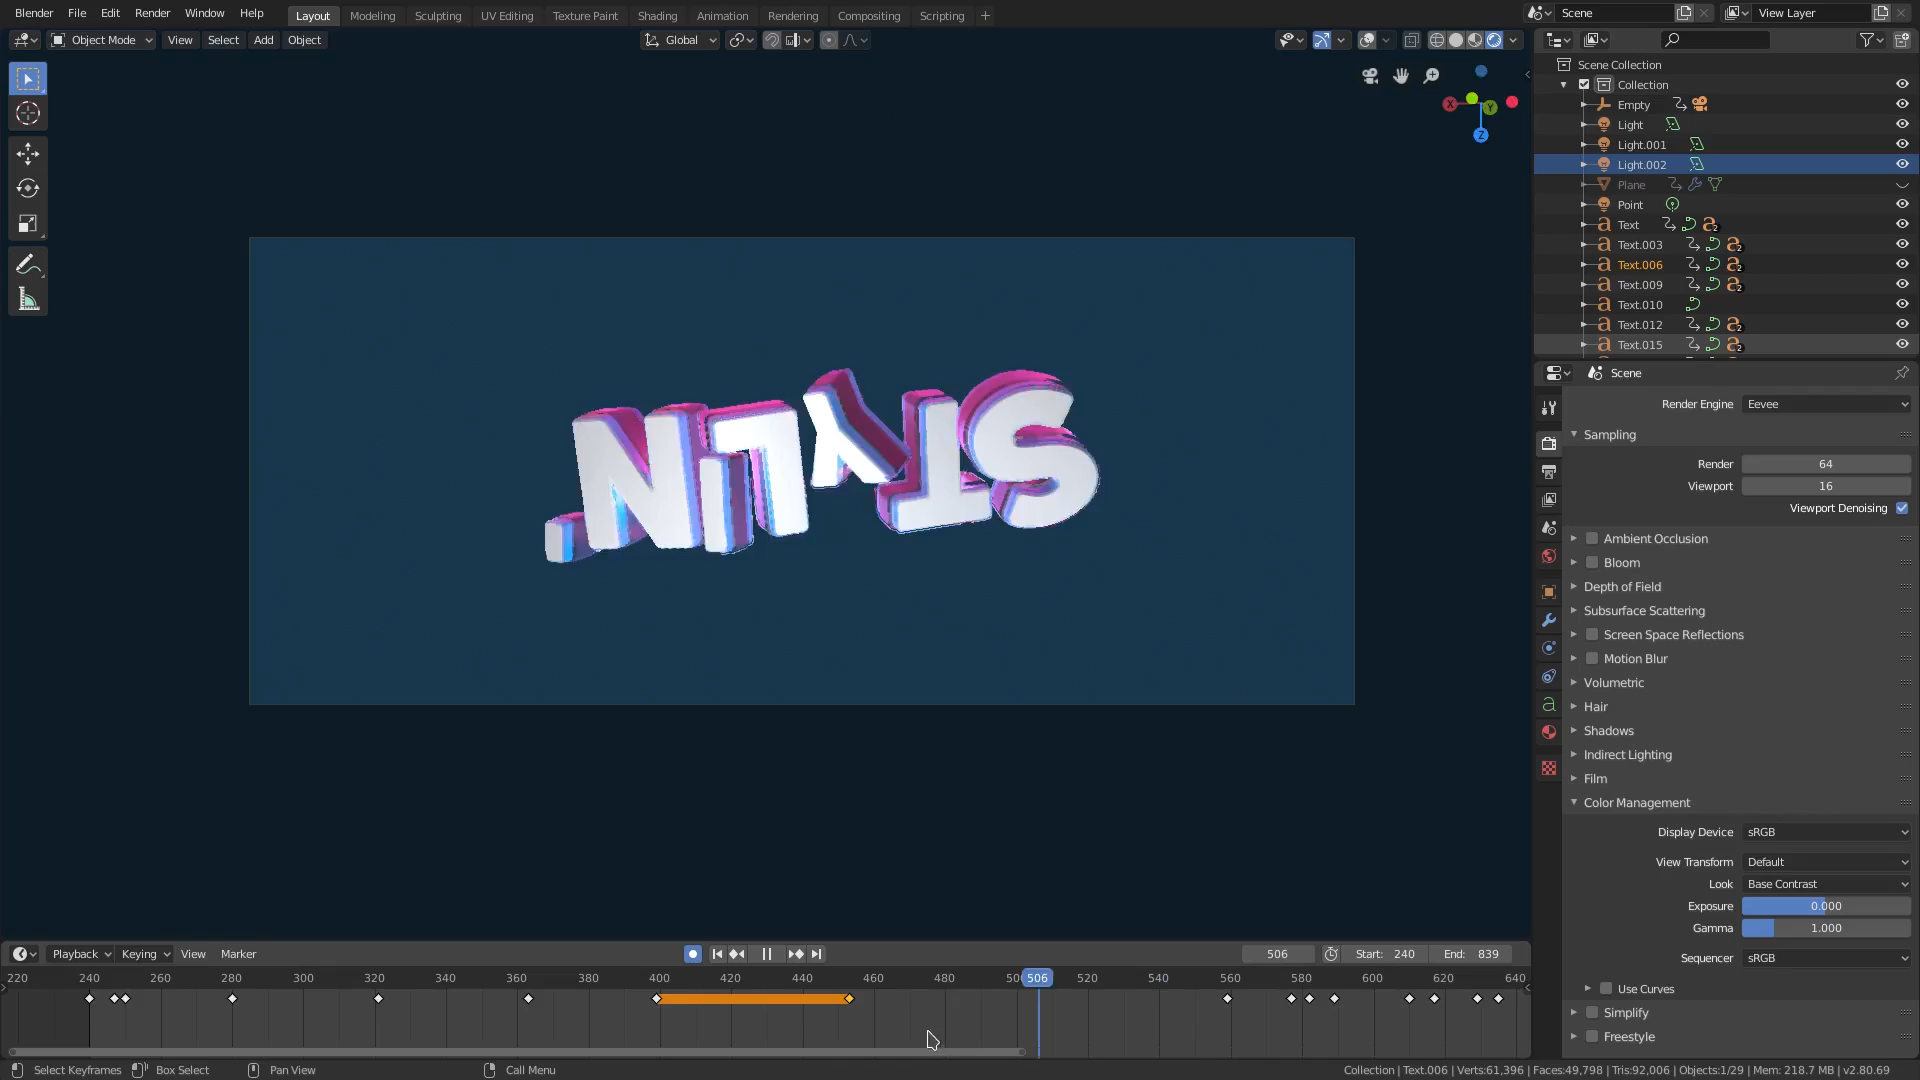 Blender File Edit Render Window Help Layout Modeling Sculpting UV Editing Texture Paint Shading Animation Rendering Compositing Scripting + Scene View Layer
Object Mode View Select Add Object Global
X Y Z
Scene Collection
Collection
Empty
Light
Light.001
Light.002
Plane
Point
Text
Text.003
Text.006
Text.009
Text.010
Text.012
Text.015
STYLIN'
Scene
Render Engine Eevee
Sampling
Render 64
Viewport 16
Viewport Denoising
Ambient Occlusion
Bloom
Depth of Field
Subsurface Scattering
Screen Space Reflections
Motion Blur
Volumetric
Hair
Shadows
Indirect Lighting
Film
Color Management
Display Device sRGB
View Transform Default
Look Base Contrast
Exposure 0.000
Gamma 1.000
Sequencer sRGB
Use Curves
Simplify
Freestyle
Playback Keying View Marker 506 Start: 240 End: 839
220 240 260 280 300 320 340 360 380 400 420 440 460 480 50 506 520 540 560 580 600 620 640
Select Keyframes Box Select Pan View Call Menu Collection | Text.006 | Verts:61,396 | Faces:49,798 | Tris:92,006 | Objects:1/29 | Mem: 218.7 MB | v2.80.69